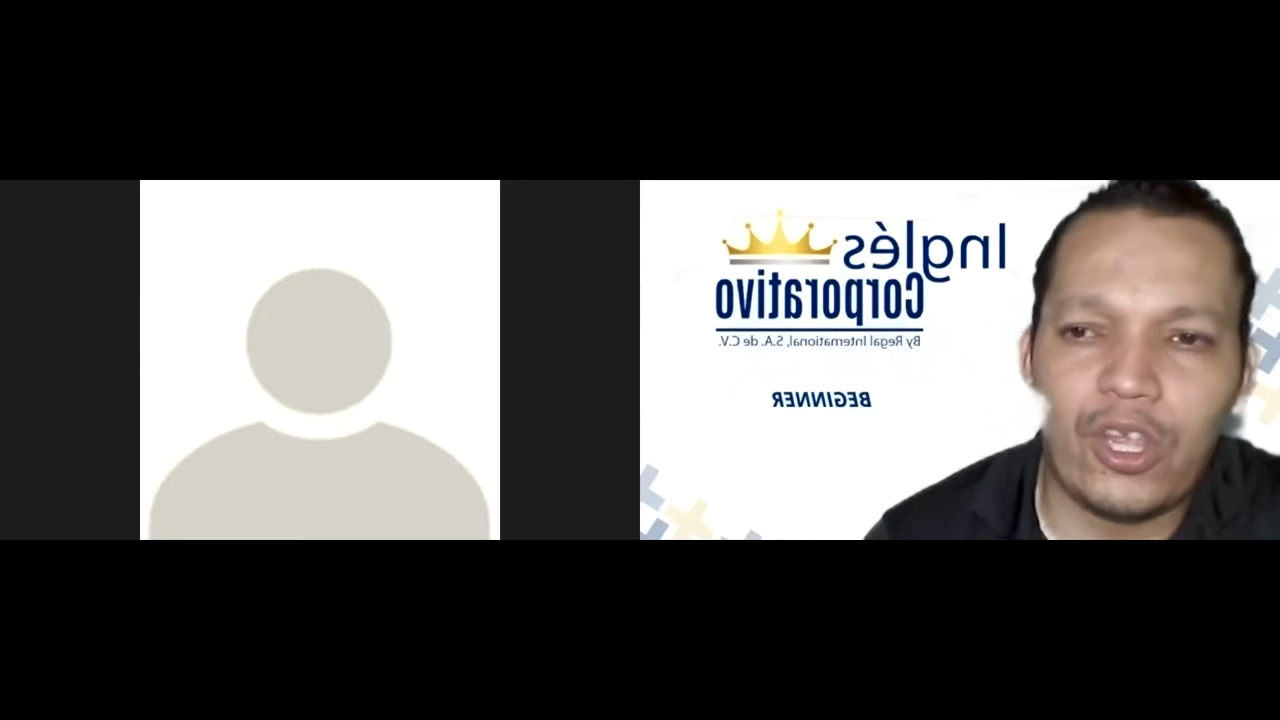 Inglés
Corporativo
By Regal International, S.A. de C.V.
BEGINNER